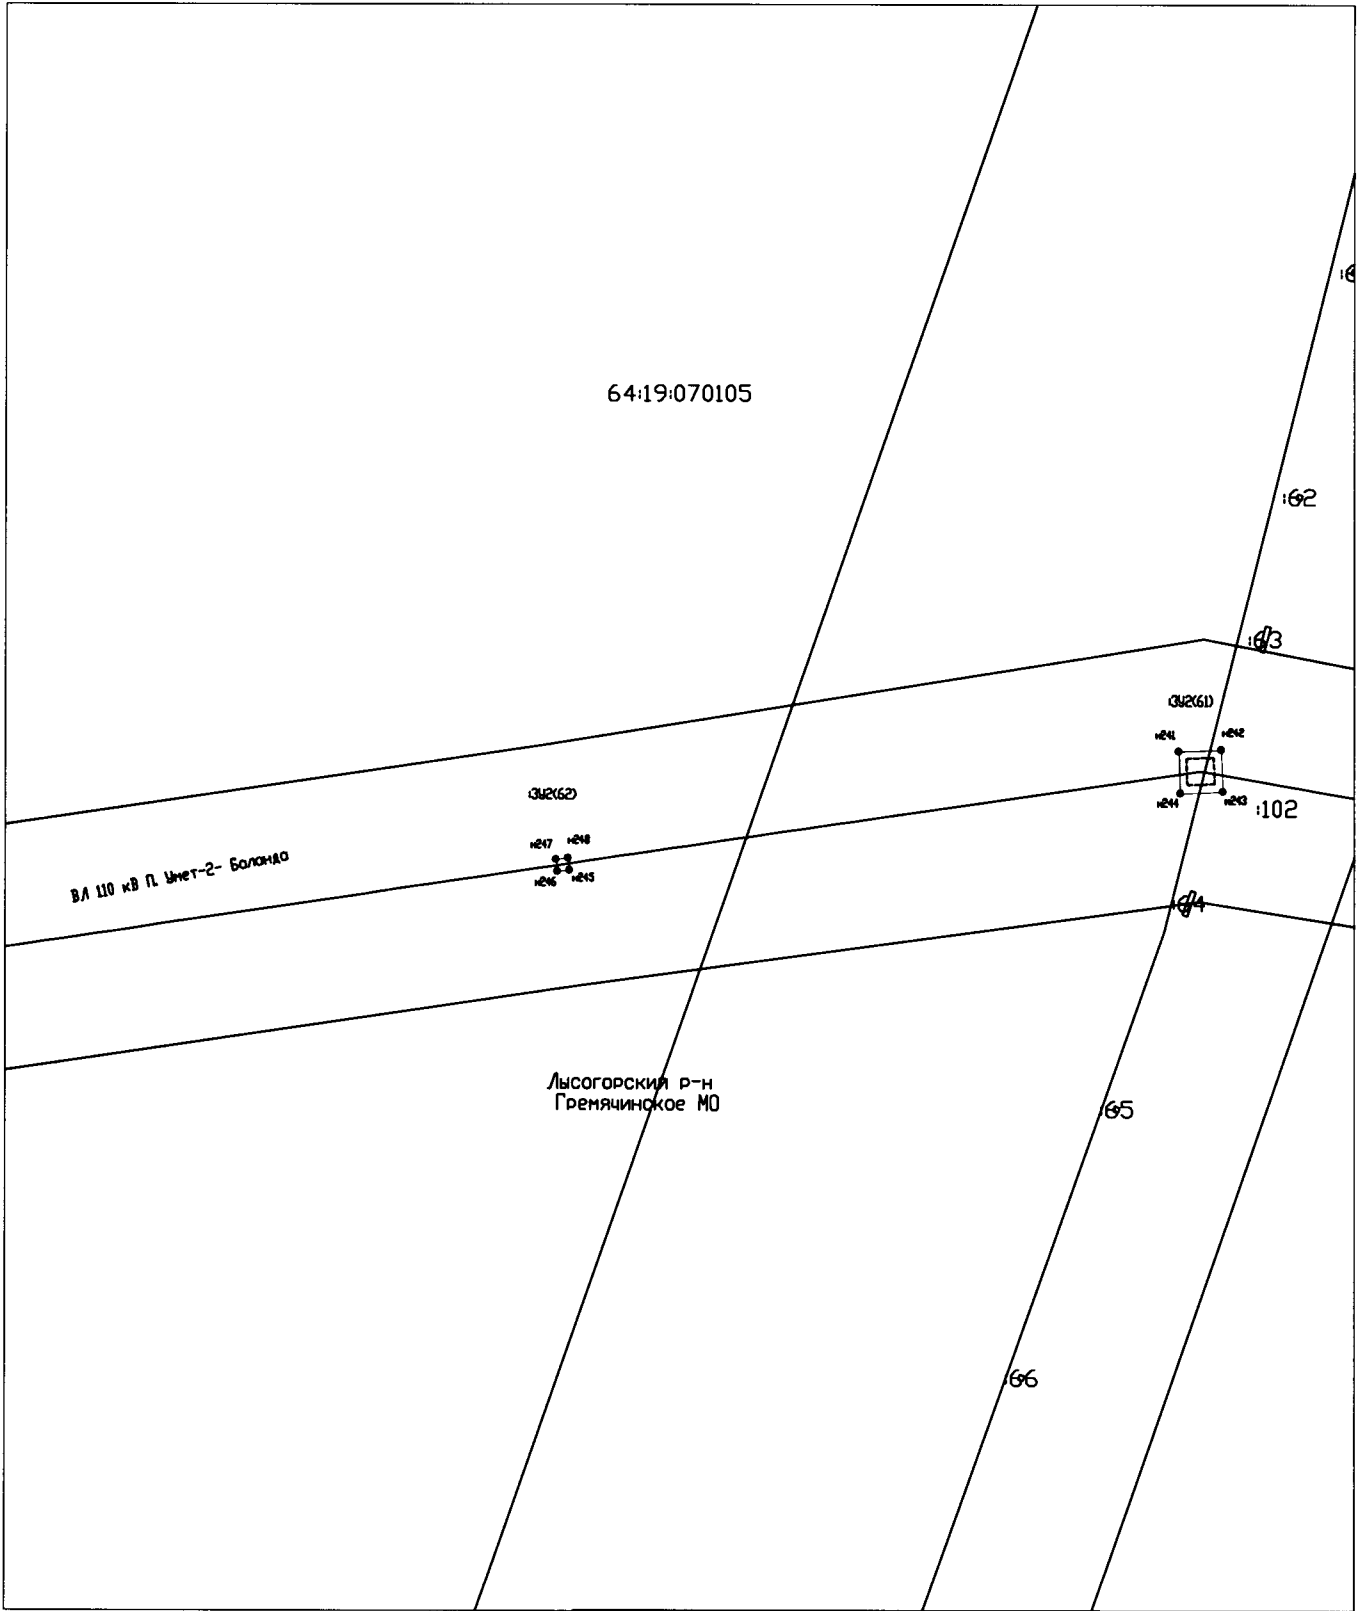 64:19:070105
:62
:63
:ЗУ2(61)
н241 н242
н244 н243
:102
:ЗУ2(62)
н247 н248
н246 н245
ВЛ 110 кВ П. Умет-2- Баланда
:64
Лысогорский р-н
Гремячинское МО
:65
:66